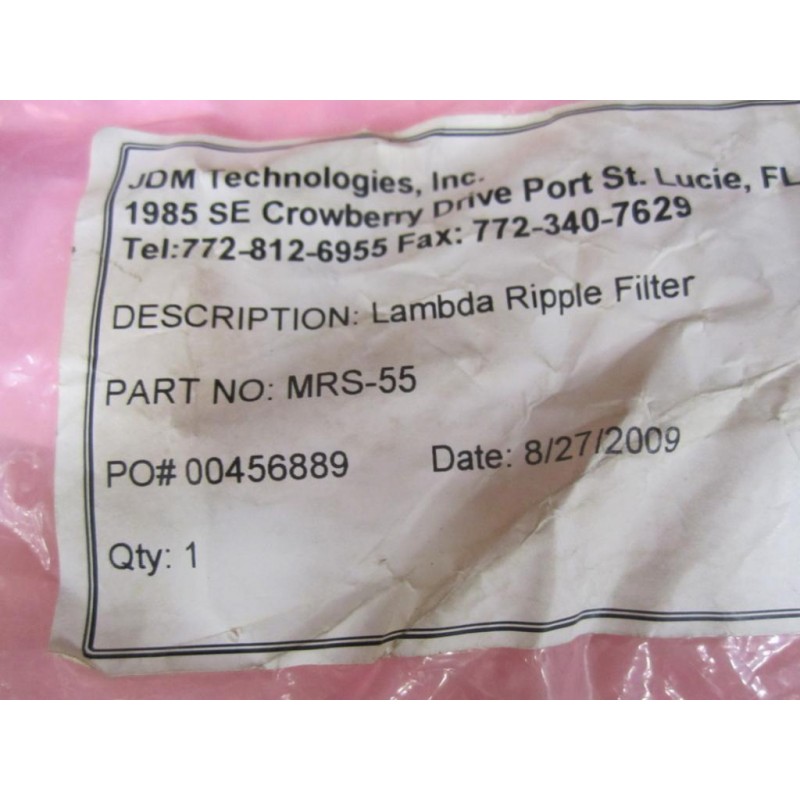 JDM Technologies, Inc.
1985 SE Crowberry Drive Port St. Lucie, FL
Tel:772-812-6955 Fax: 772-340-7629
DESCRIPTION: Lambda Ripple Filter
PART NO: MRS-55
PO# 00456889 Date: 8/27/2009
Qty: 1